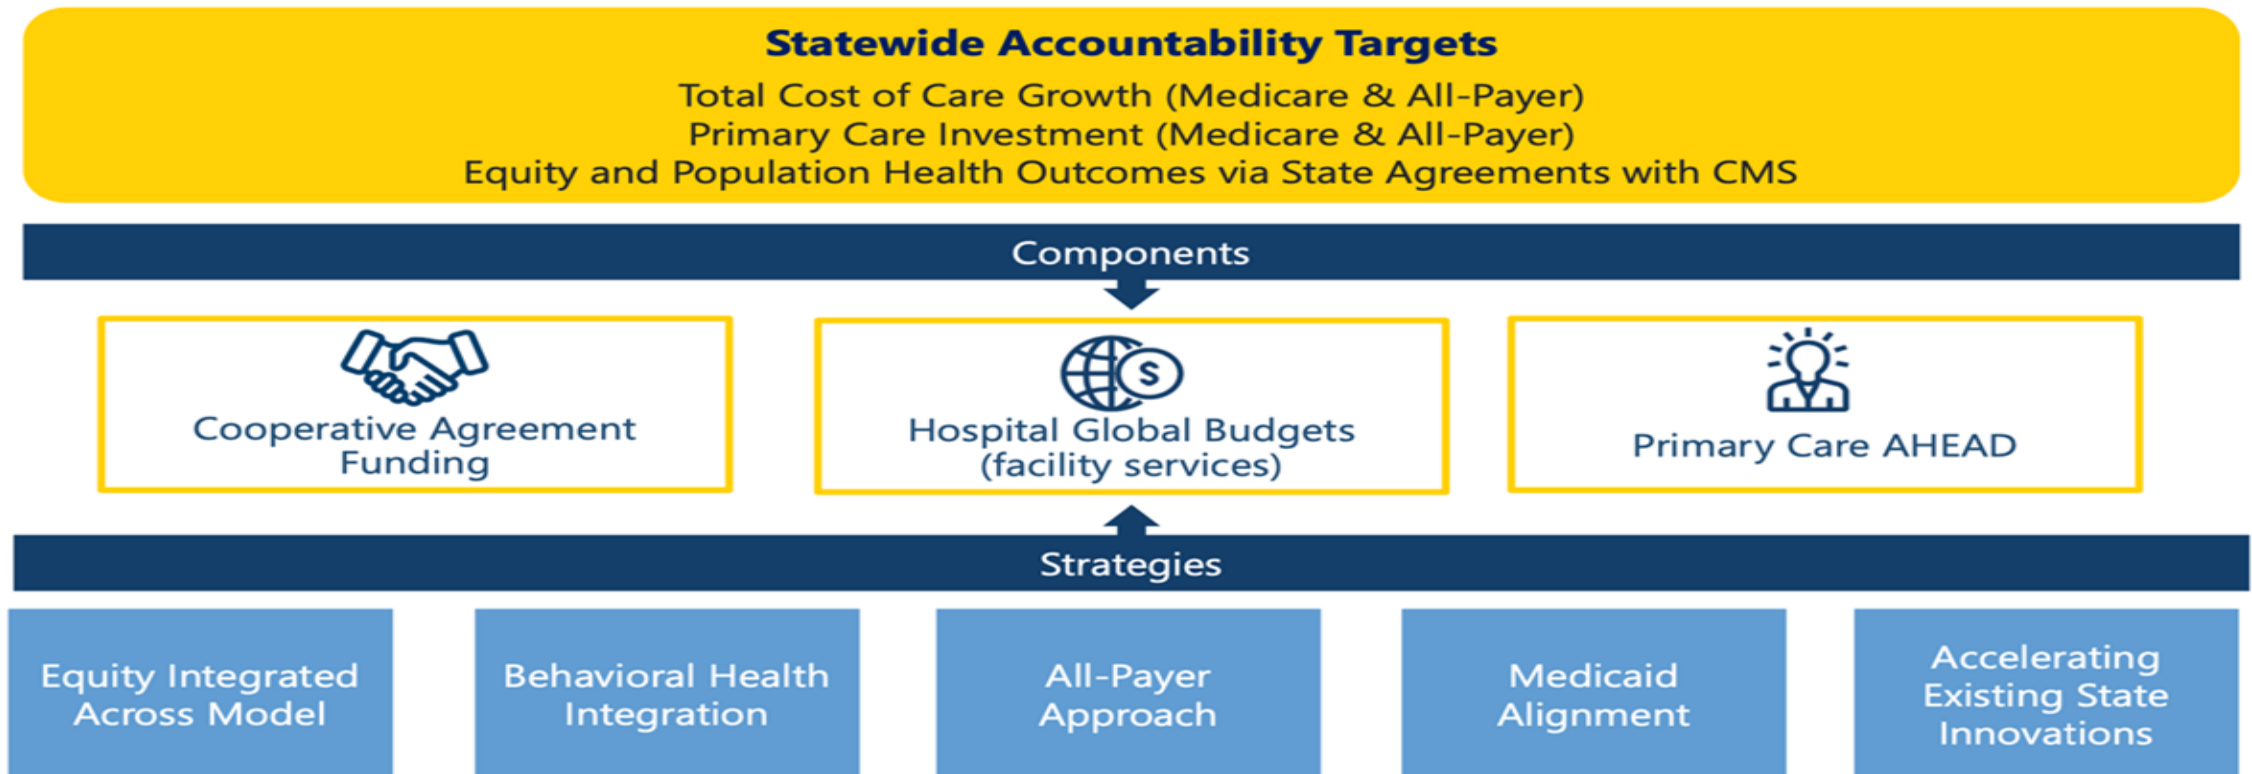 Statewide Accountability Targets
Total Cost of Care Growth (Medicare & All-Payer)
Primary Care Investment (Medicare & All-Payer)
Equity and Population Health Outcomes via State Agreements with CMS
Components
Cooperative Agreement
Funding
$
Hospital Global Budgets
(facility services)
Primary Care AHEAD
Strategies
Equity Integrated
Across Model
Behavioral Health
Integration
All-Payer
Approach
Medicaid
Alignment
Accelerating
Existing State
Innovations